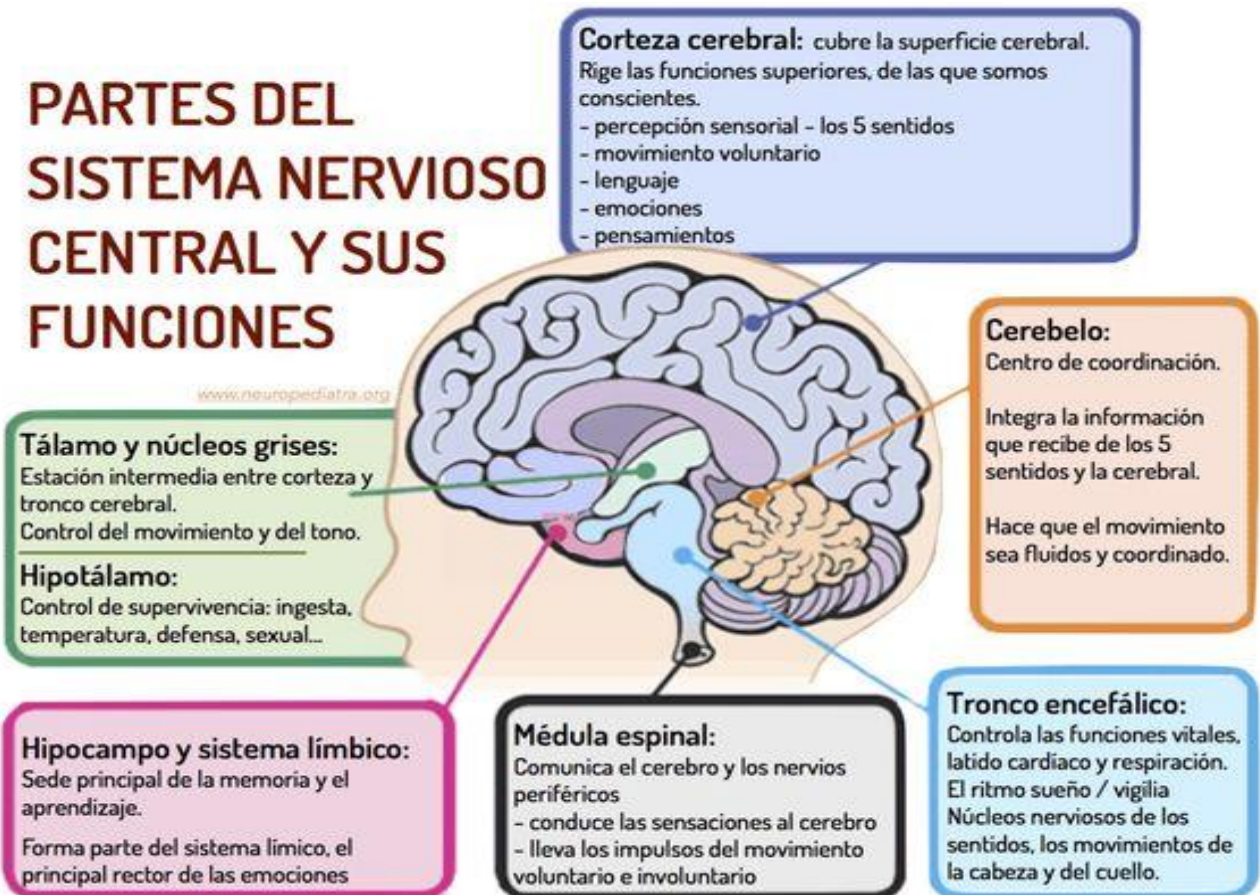 PARTES DEL
SISTEMA NERVIOSO
CENTRAL Y SUS
FUNCIONES
www.neuropediatra.org
Corteza cerebral: cubre la superficie cerebral.
Rige las funciones superiores, de las que somos
conscientes.
- percepción sensorial - los 5 sentidos
- movimiento voluntario
- lenguaje
- emociones
- pensamientos
Cerebelo:
Centro de coordinación.
Integra la información
que recibe de los 5
sentidos y la cerebral.
Hace que el movimiento
sea fluidos y coordinado.
Tálamo y núcleos grises:
Estación intermedia entre corteza y
tronco cerebral.
Control del movimiento y del tono.
Hipotálamo:
Control de supervivencia: ingesta,
temperatura, defensa, sexual...
Hipocampo y sistema límbico:
Sede principal de la memoria y el
aprendizaje.
Forma parte del sistema límico, el
principal rector de las emociones
Médula espinal:
Comunica el cerebro y los nervios
periféricos
- conduce las sensaciones al cerebro
- lleva los impulsos del movimiento
voluntario e involuntario
Tronco encefálico:
Controla las funciones vitales,
latido cardíaco y respiración.
El ritmo sueño / vigilia
Núcleos nerviosos de los
sentidos, los movimientos de
la cabeza y del cuello.